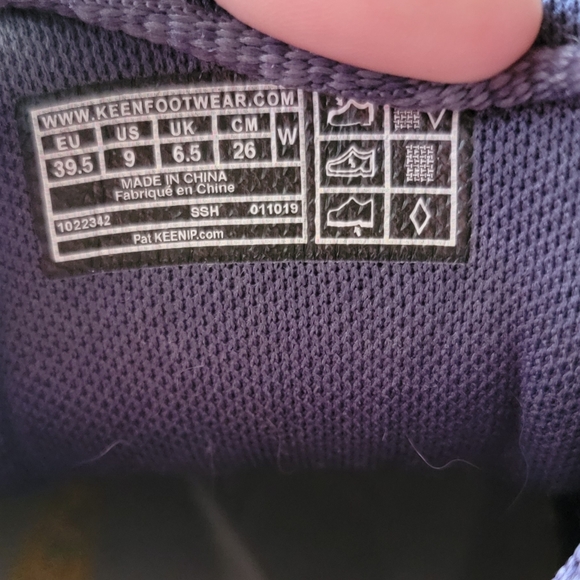 WWW.KEENFOOTWEAR.COM
EU US UK CM W
39.5 9 6.5 26
MADE IN CHINA
Fabriqué en Chine
1022342 SSH 011019
Pat KEENIP.com